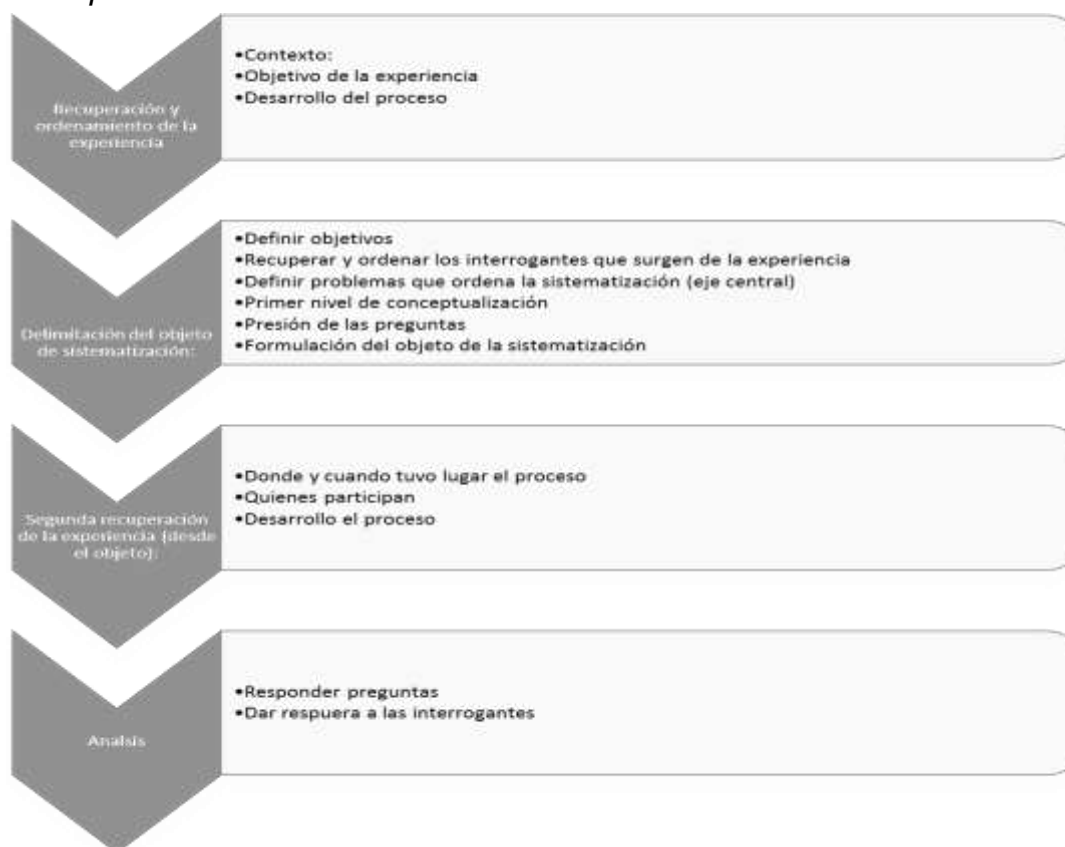 Recuperación y
ordenamiento de la
experiencia
•Contexto:
•Objetivo de la experiencia
•Desarrollo del proceso
Delimitación del objeto
de sistematización:
•Definir objetivos
•Recuperar y ordenar los interrogantes que surgen de la experiencia
•Definir problemas que ordena la sistematización (eje central)
•Primer nivel de conceptualización
•Presión de las preguntas
•Formulación del objeto de la sistematización
Segunda recuperación
de la experiencia (desde
el objeto):
•Donde y cuando tuvo lugar el proceso
•Quienes participan
•Desarrollo el proceso
Analsis
•Responder preguntas
•Dar respuera a las interrogantes